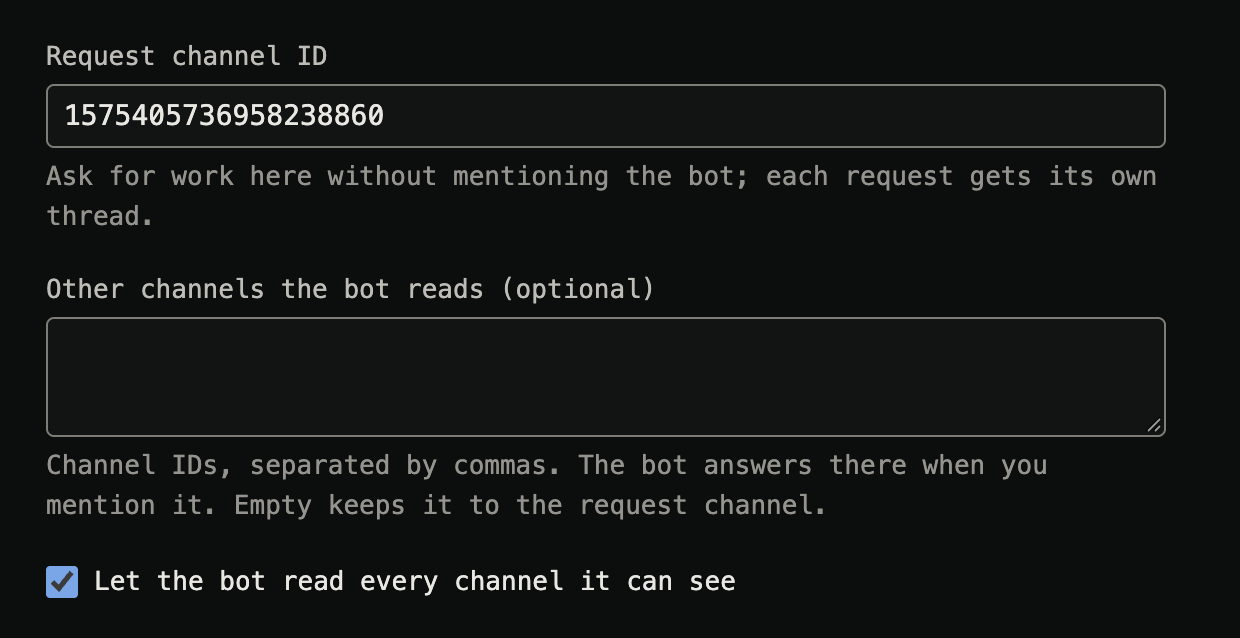 Request channel ID
1575405736958238860
Ask for work here without mentioning the bot; each request gets its own
thread.
Other channels the bot reads (optional)
Channel IDs, separated by commas. The bot answers there when you
mention it. Empty keeps it to the request channel.
Let the bot read every channel it can see